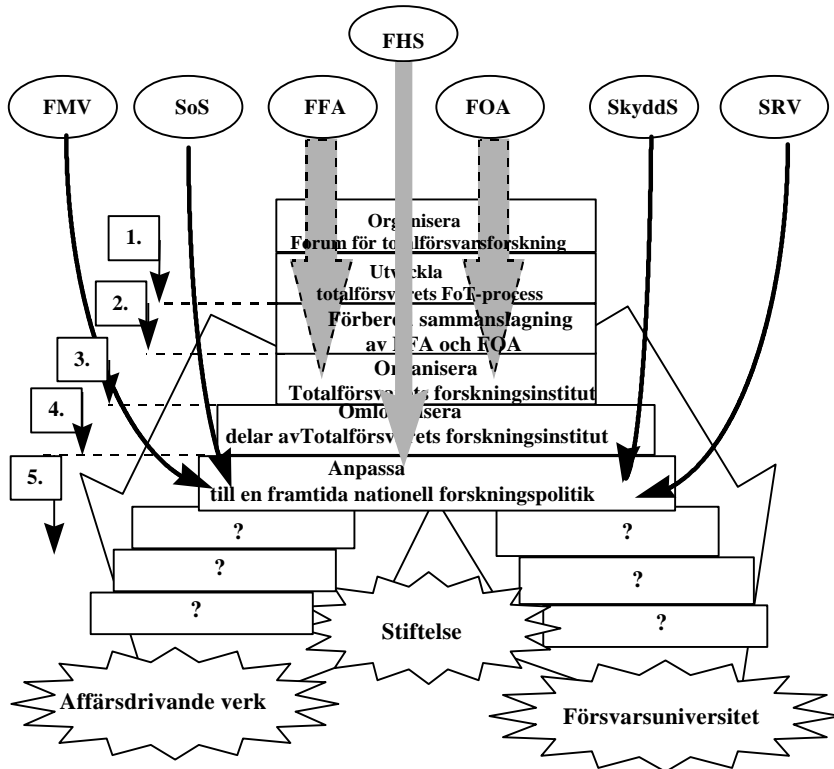 FHS
FMV
SoS
FFA
FOA
SkyddS
SRV
Organisera
Forum för totalförsvarsforskning
1.
Utveckla
totalförsvarets FoT-process
2.
Förbereda sammanslagning
av FFA och FOA
3.
Organisera
Totalförsvarets forskningsinstitut
4.
Omlokalisera
delar avTotalförsvarets forskningsinstitut
5.
Anpassa
till en framtida nationell forskningspolitik
?
?
?
?
?
?
Stiftelse
Affärsdrivande verk
Försvarsuniversitet